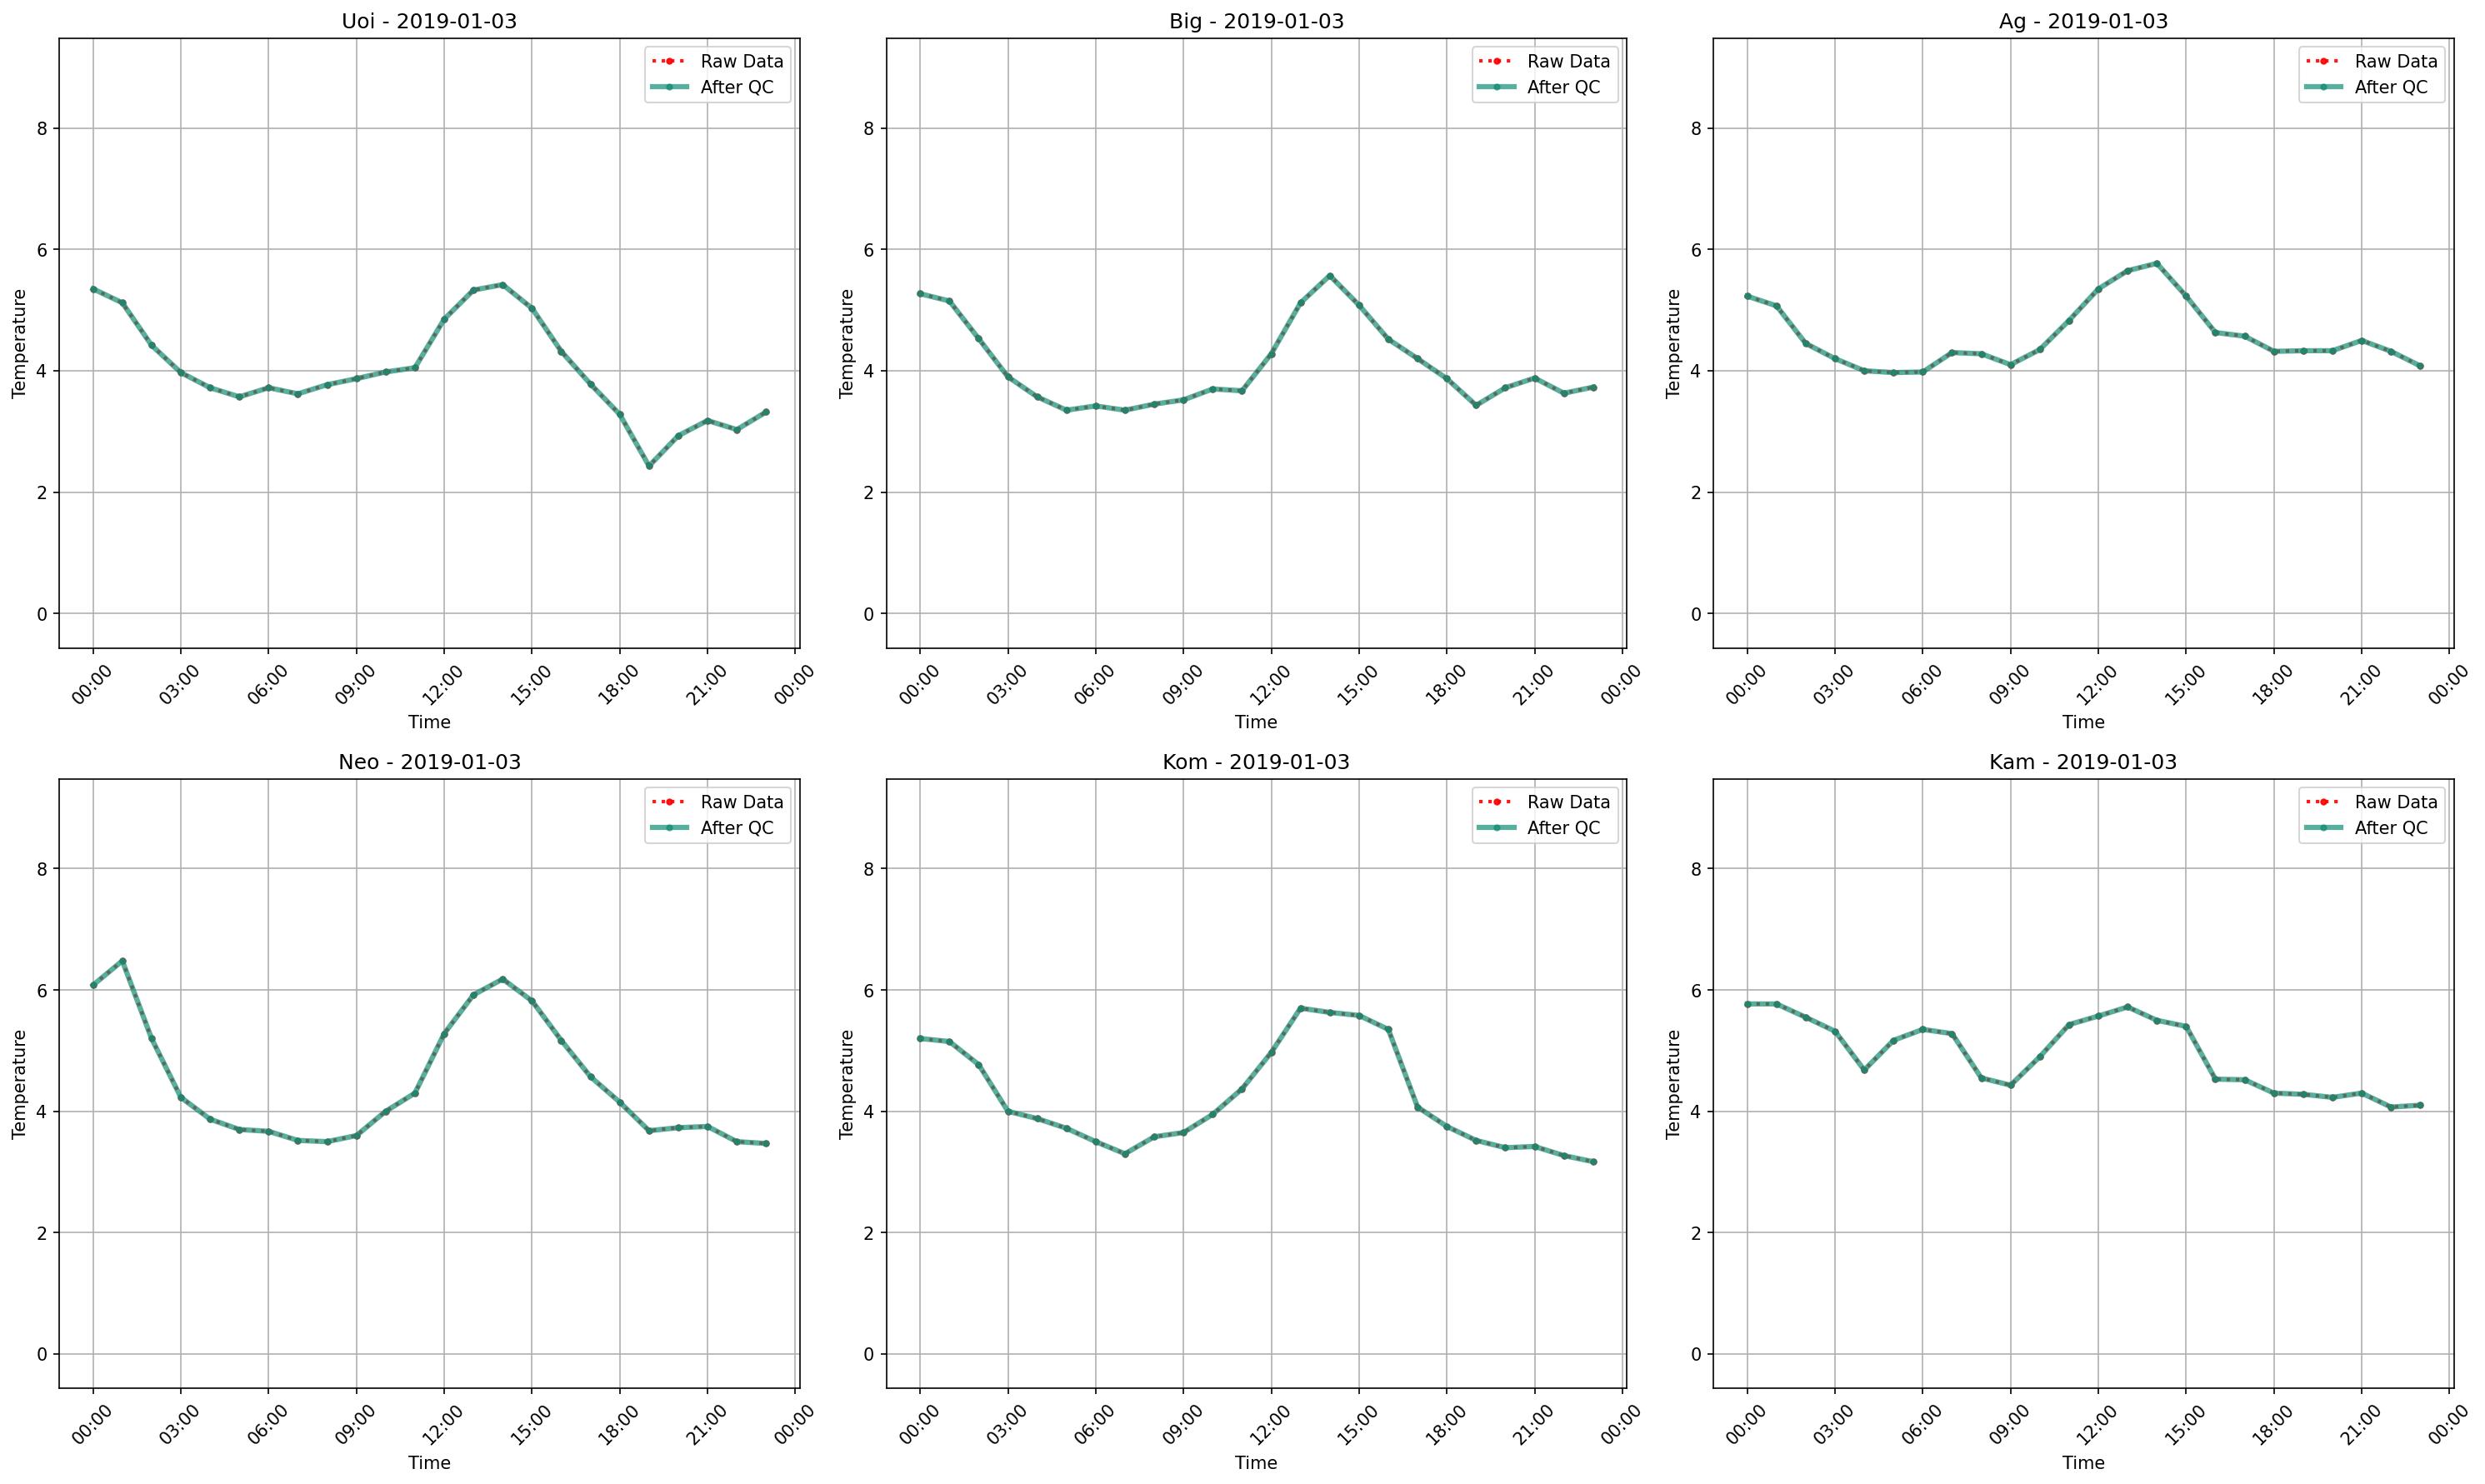 Uoi - 2019-01-03
Raw Data
After QC
8
6
4
2
0
Temperature
00:00
03:00
06:00
09:00
12:00
15:00
18:00
21:00
00:00
Time
Big - 2019-01-03
Raw Data
After QC
8
6
4
2
0
Temperature
00:00
03:00
06:00
09:00
12:00
15:00
18:00
21:00
00:00
Time
Ag - 2019-01-03
Raw Data
After QC
8
6
4
2
0
Temperature
00:00
03:00
06:00
09:00
12:00
15:00
18:00
21:00
00:00
Time
Neo - 2019-01-03
Raw Data
After QC
8
6
4
2
0
Temperature
00:00
03:00
06:00
09:00
12:00
15:00
18:00
21:00
00:00
Time
Kom - 2019-01-03
Raw Data
After QC
8
6
4
2
0
Temperature
00:00
03:00
06:00
09:00
12:00
15:00
18:00
21:00
00:00
Time
Kam - 2019-01-03
Raw Data
After QC
8
6
4
2
0
Temperature
00:00
03:00
06:00
09:00
12:00
15:00
18:00
21:00
00:00
Time